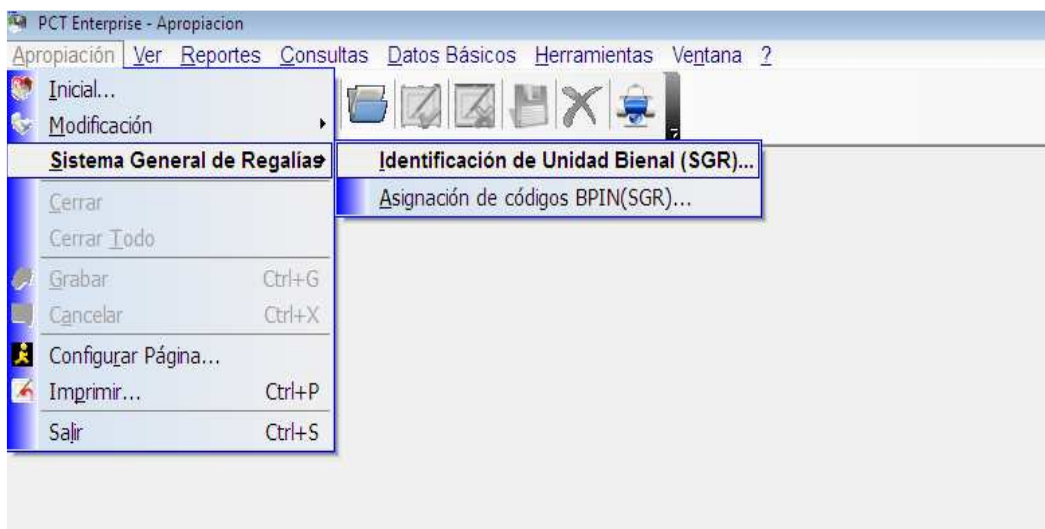 PCT Enterprise - Apropiacion
Apropiación Ver Reportes Consultas Datos Básicos Herramientas Ventana ?
Inicial...
Modificación
Sistema General de Regalías
Identificación de Unidad Bienal (SGR)...
Asignación de códigos BPIN(SGR)...
Cerrar
Cerrar Todo
Grabar Ctrl+G
Cancelar Ctrl+X
Configurar Página...
Imprimir... Ctrl+P
Salir Ctrl+S